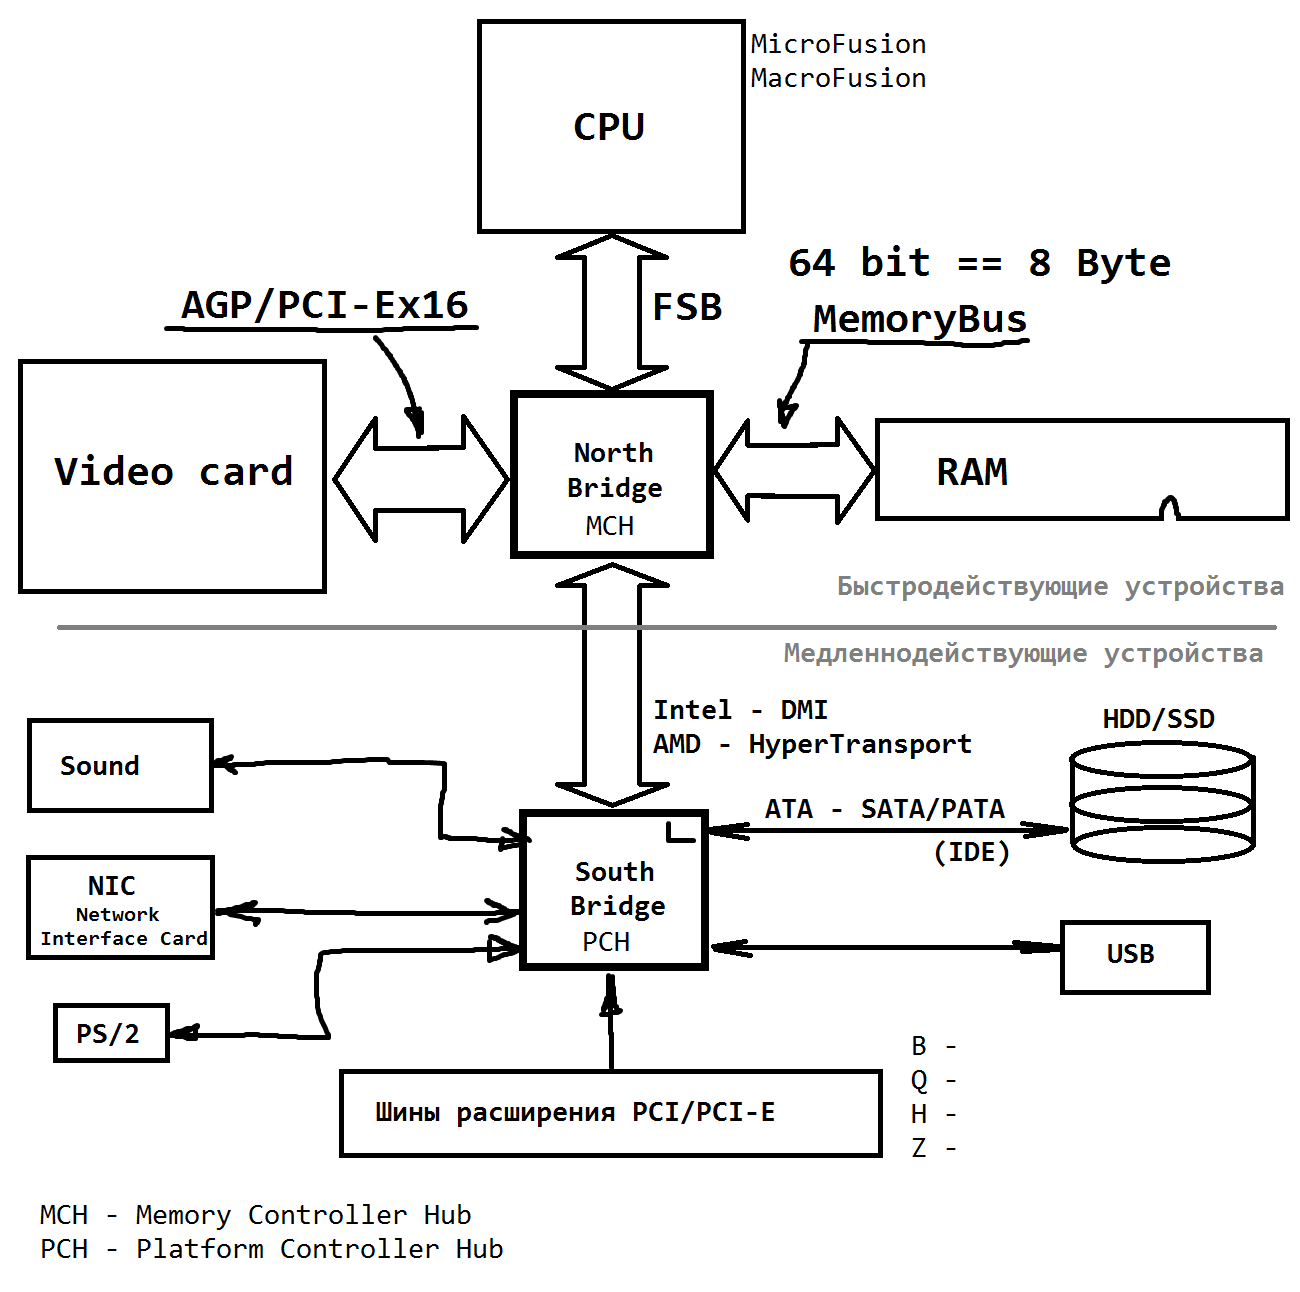 MicroFusion
MacroFusion
CPU
64 bit == 8 Byte
AGP/PCI-Ex16
FSB
MemoryBus
Video card
North
Bridge
MCH
RAM
Быстродействующие устройства
Медленнодействующие устройства
Intel - DMI
AMD - HyperTransport
HDD/SSD
Sound
ATA - SATA/PATA
(IDE)
South
Bridge
PCH
NIC
Network
Interface Card
USB
PS/2
B -
Q -
H -
Z -
Шины расширения PCI/PCI-E
MCH - Memory Controller Hub
PCH - Platform Controller Hub